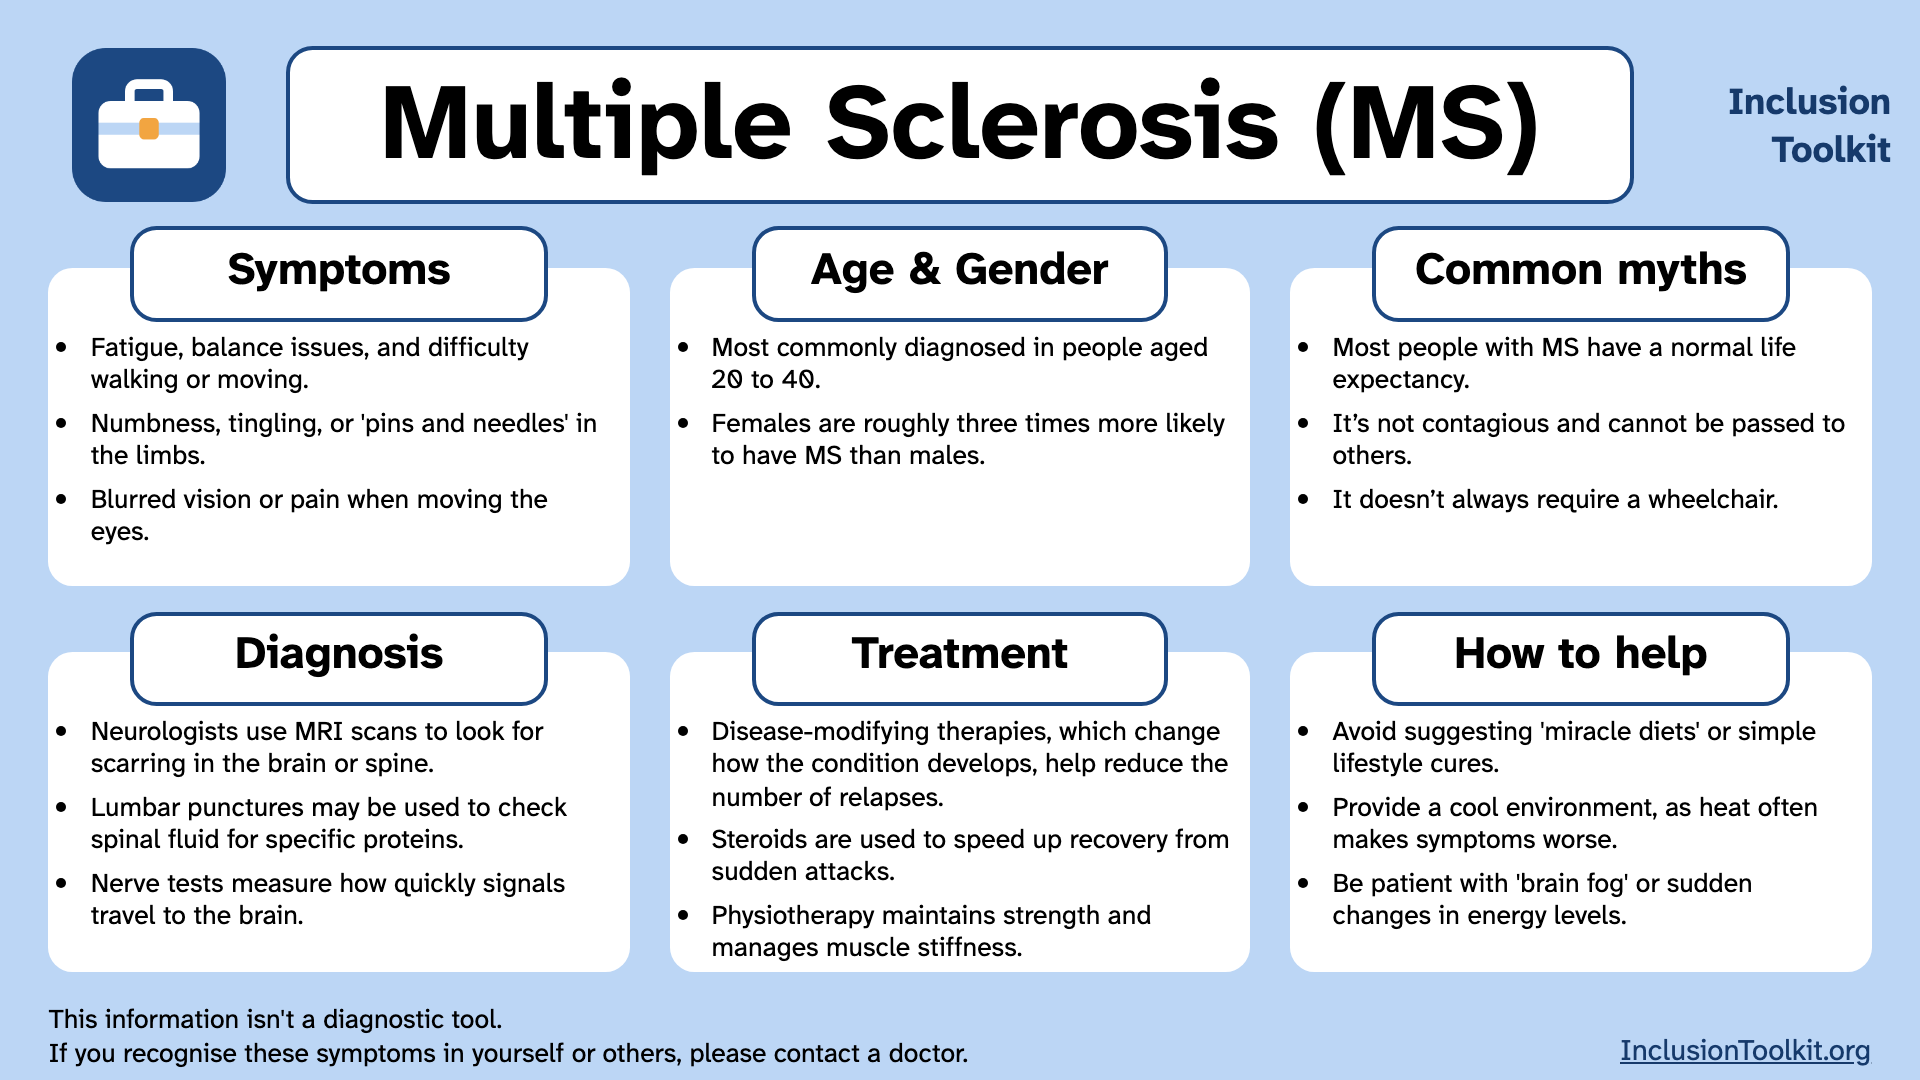 Multiple Sclerosis (MS)
Inclusion
Toolkit
Symptoms
• Fatigue, balance issues, and difficulty
walking or moving.
• Numbness, tingling, or 'pins and needles' in
the limbs.
• Blurred vision or pain when moving the
eyes.
Age & Gender
• Most commonly diagnosed in people aged
20 to 40.
• Females are roughly three times more likely
to have MS than males.
Common myths
• Most people with MS have a normal life
expectancy.
• It’s not contagious and cannot be passed to
others.
• It doesn’t always require a wheelchair.
Diagnosis
• Neurologists use MRI scans to look for
scarring in the brain or spine.
• Lumbar punctures may be used to check
spinal fluid for specific proteins.
• Nerve tests measure how quickly signals
travel to the brain.
Treatment
• Disease-modifying therapies, which change
how the condition develops, help reduce the
number of relapses.
• Steroids are used to speed up recovery from
sudden attacks.
• Physiotherapy maintains strength and
manages muscle stiffness.
How to help
• Avoid suggesting 'miracle diets' or simple
lifestyle cures.
• Provide a cool environment, as heat often
makes symptoms worse.
• Be patient with 'brain fog' or sudden
changes in energy levels.
This information isn't a diagnostic tool.
If you recognise these symptoms in yourself or others, please contact a doctor.
InclusionToolkit.org